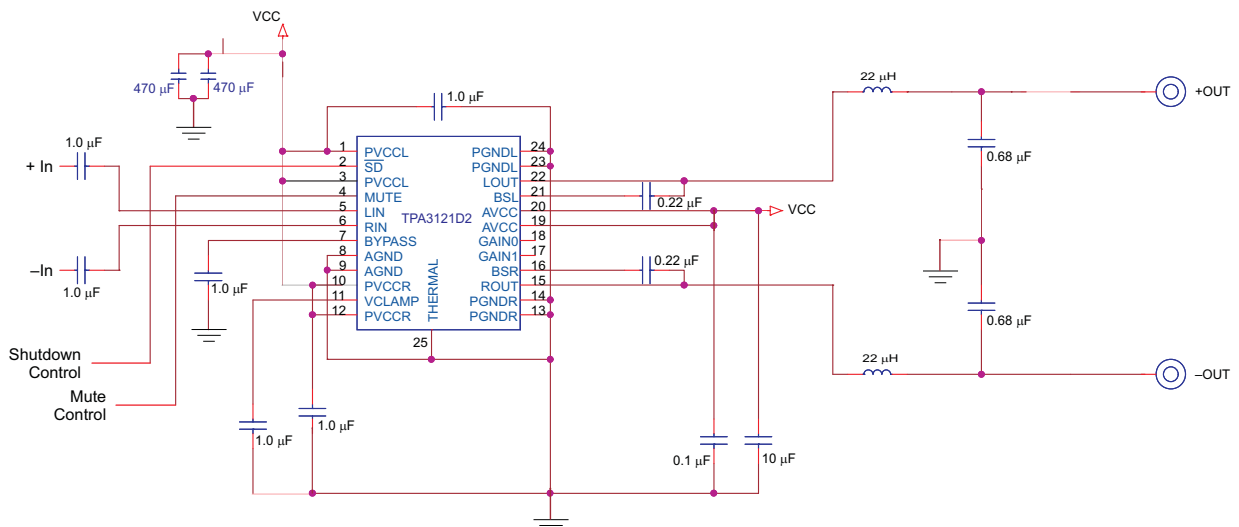 VCC
470 μF 470 μF
1.0 μF
1.0 μF
+ In
–In
1.0 μF
1.0 μF
Shutdown
Control
Mute
Control
1.0 μF
1.0 μF
TPA3121D2
1 PVCCL
2 SD
3 PVCCL
4 MUTE
5 LIN
6 RIN
7 BYPASS
8 AGND
9 AGND
10 PVCCR
11 VCLAMP
12 PVCCR
THERMAL
25
PGNDL 24
PGNDL 23
LOUT 22
BSL 21
AVCC 20
AVCC 19
GAIN0 18
GAIN1 17
BSR 16
ROUT 15
PGNDR 14
PGNDR 13
0.22 μF
VCC
0.22 μF
0.1 μF
10 μF
22 μH
+OUT
0.68 μF
0.68 μF
22 μH
–OUT